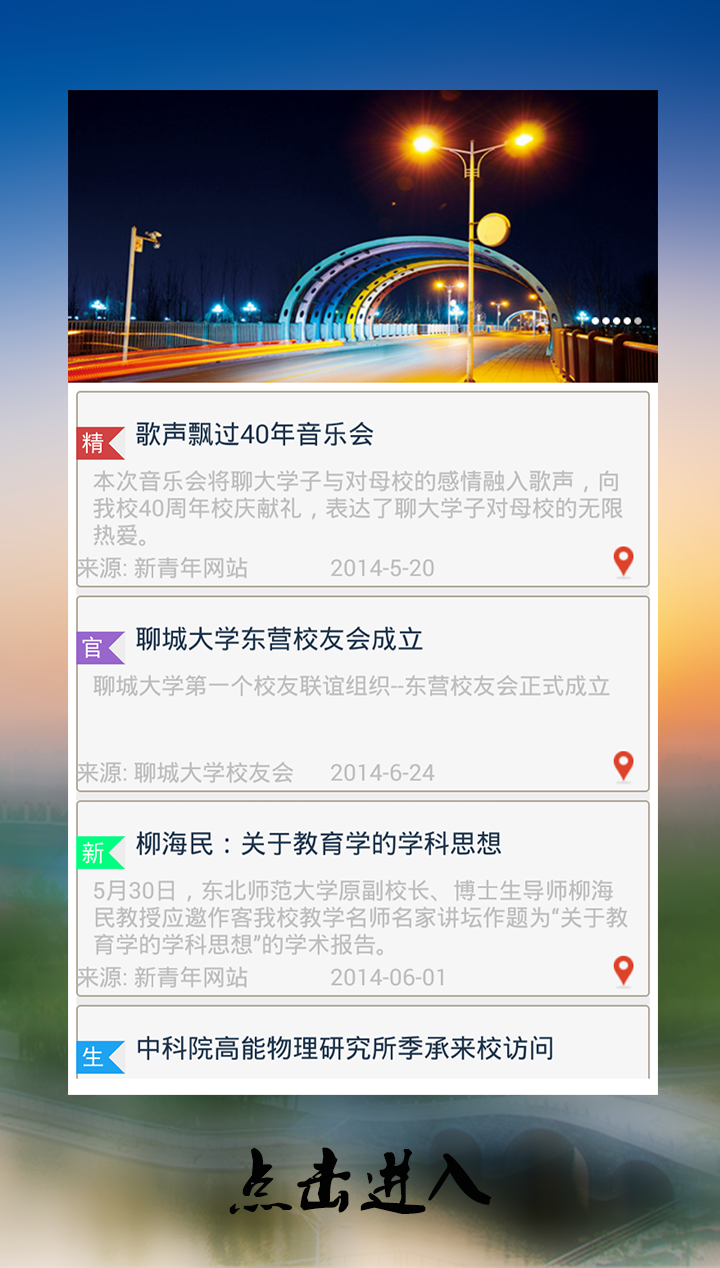 精
歌声飘过40年音乐会
本次音乐会将聊大学子与对母校的感情融入歌声，向
我校40周年校庆献礼，表达了聊大学子对母校的无限
热爱。
来源: 新青年网站 2014-5-20
官
聊城大学东营校友会成立
聊城大学第一个校友联谊组织--东营校友会正式成立
来源: 聊城大学校友会 2014-6-24
新
柳海民：关于教育学的学科思想
5月30日，东北师范大学原副校长、博士生导师柳海
民教授应邀作客我校教学名师名家讲坛作题为“关于教
育学的学科思想”的学术报告。
来源: 新青年网站 2014-06-01
生
中科院高能物理研究所季承来校访问
点击进入